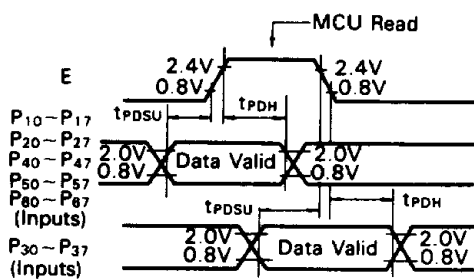 MCU Read
E
2.4V
0.8V
2.4V
0.8V
tPDSU
tPDH
P10~P17
P20~P27
P40~P47
P50~P57
P60~P67
(Inputs)
2.0V
0.8V
Data Valid
2.0V
0.8V
tPDSU
tPDH
P30~P37
(Inputs)
2.0V
0.8V
Data Valid
2.0V
0.8V